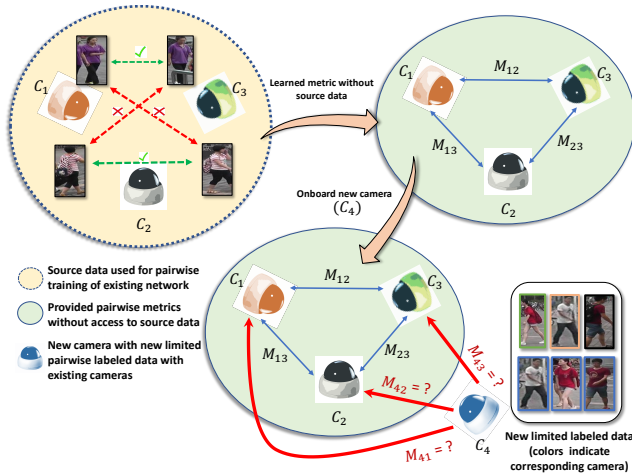 C₁
C₃
C₂
Learned metric without
source data
C₁
M₁₂
C₃
M₁₃
M₂₃
C₂
Onboard new camera
(C₄)
Source data used for pairwise
training of existing network
Provided pairwise metrics
without access to source data
New camera with new limited
pairwise labeled data with
existing cameras
C₁
M₁₂
C₃
M₁₃
M₂₃
C₂
M₄₃ = ?
M₄₂ = ?
M₄₁ = ?
C₄
New limited labeled data
(colors indicate
corresponding camera)